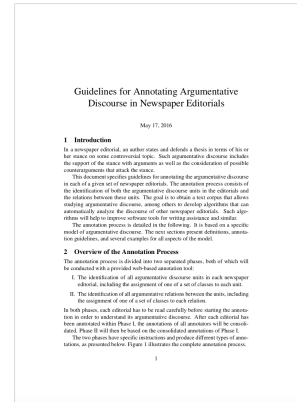 Guidelines for Annotating Argumentative
Discourse in Newspaper Editorials
May 17, 2016
1 Introduction
In a newspaper editorial, an author states and defends a thesis in terms of his or
her stance on some controversial topic. Such argumentative discourse includes
the support of the stance with arguments as well as the consideration of possible
counterarguments that attack the stance.
This document specifies guidelines for annotating the argumentative discourse
in each of a given set of newspaper editorials. The annotation process consists of
the identification of both the argumentative discourse units in the editorials and
the relations between these units. The goal is to obtain a text corpus that allows
studying argumentative discourse, among others to develop algorithms that can
automatically analyze the discourse of other newspaper editorials. Such algo-
rithms will help to improve software tools for writing assistance and similar.
The annotation process is detailed in the following. It is based on a specific
model of argumentative discourse. The next sections present definitions, annota-
tion guidelines, and several examples for all aspects of the model.
2 Overview of the Annotation Process
The annotation process is divided into two separated phases, both of which will
be conducted with a provided web-based annotation tool:
I. The identification of all argumentative discourse units in each newspaper
editorial, including the assignment of one of a set of classes to each unit.
II. The identification of all argumentative relations between the units, including
the assignment of one of a set of classes to each relation.
In both phases, each editorial has to be read carefully before starting the annota-
tion in order to understand its argumentative discourse. After each editorial has
been annotated within Phase I, the annotations of all annotators will be consoli-
dated. Phase II will then be based on the consolidated annotations of Phase I.
The two phases have specific instructions and produce different types of anno-
tations, as presented below. Figure 1 illustrates the complete annotation process.
1